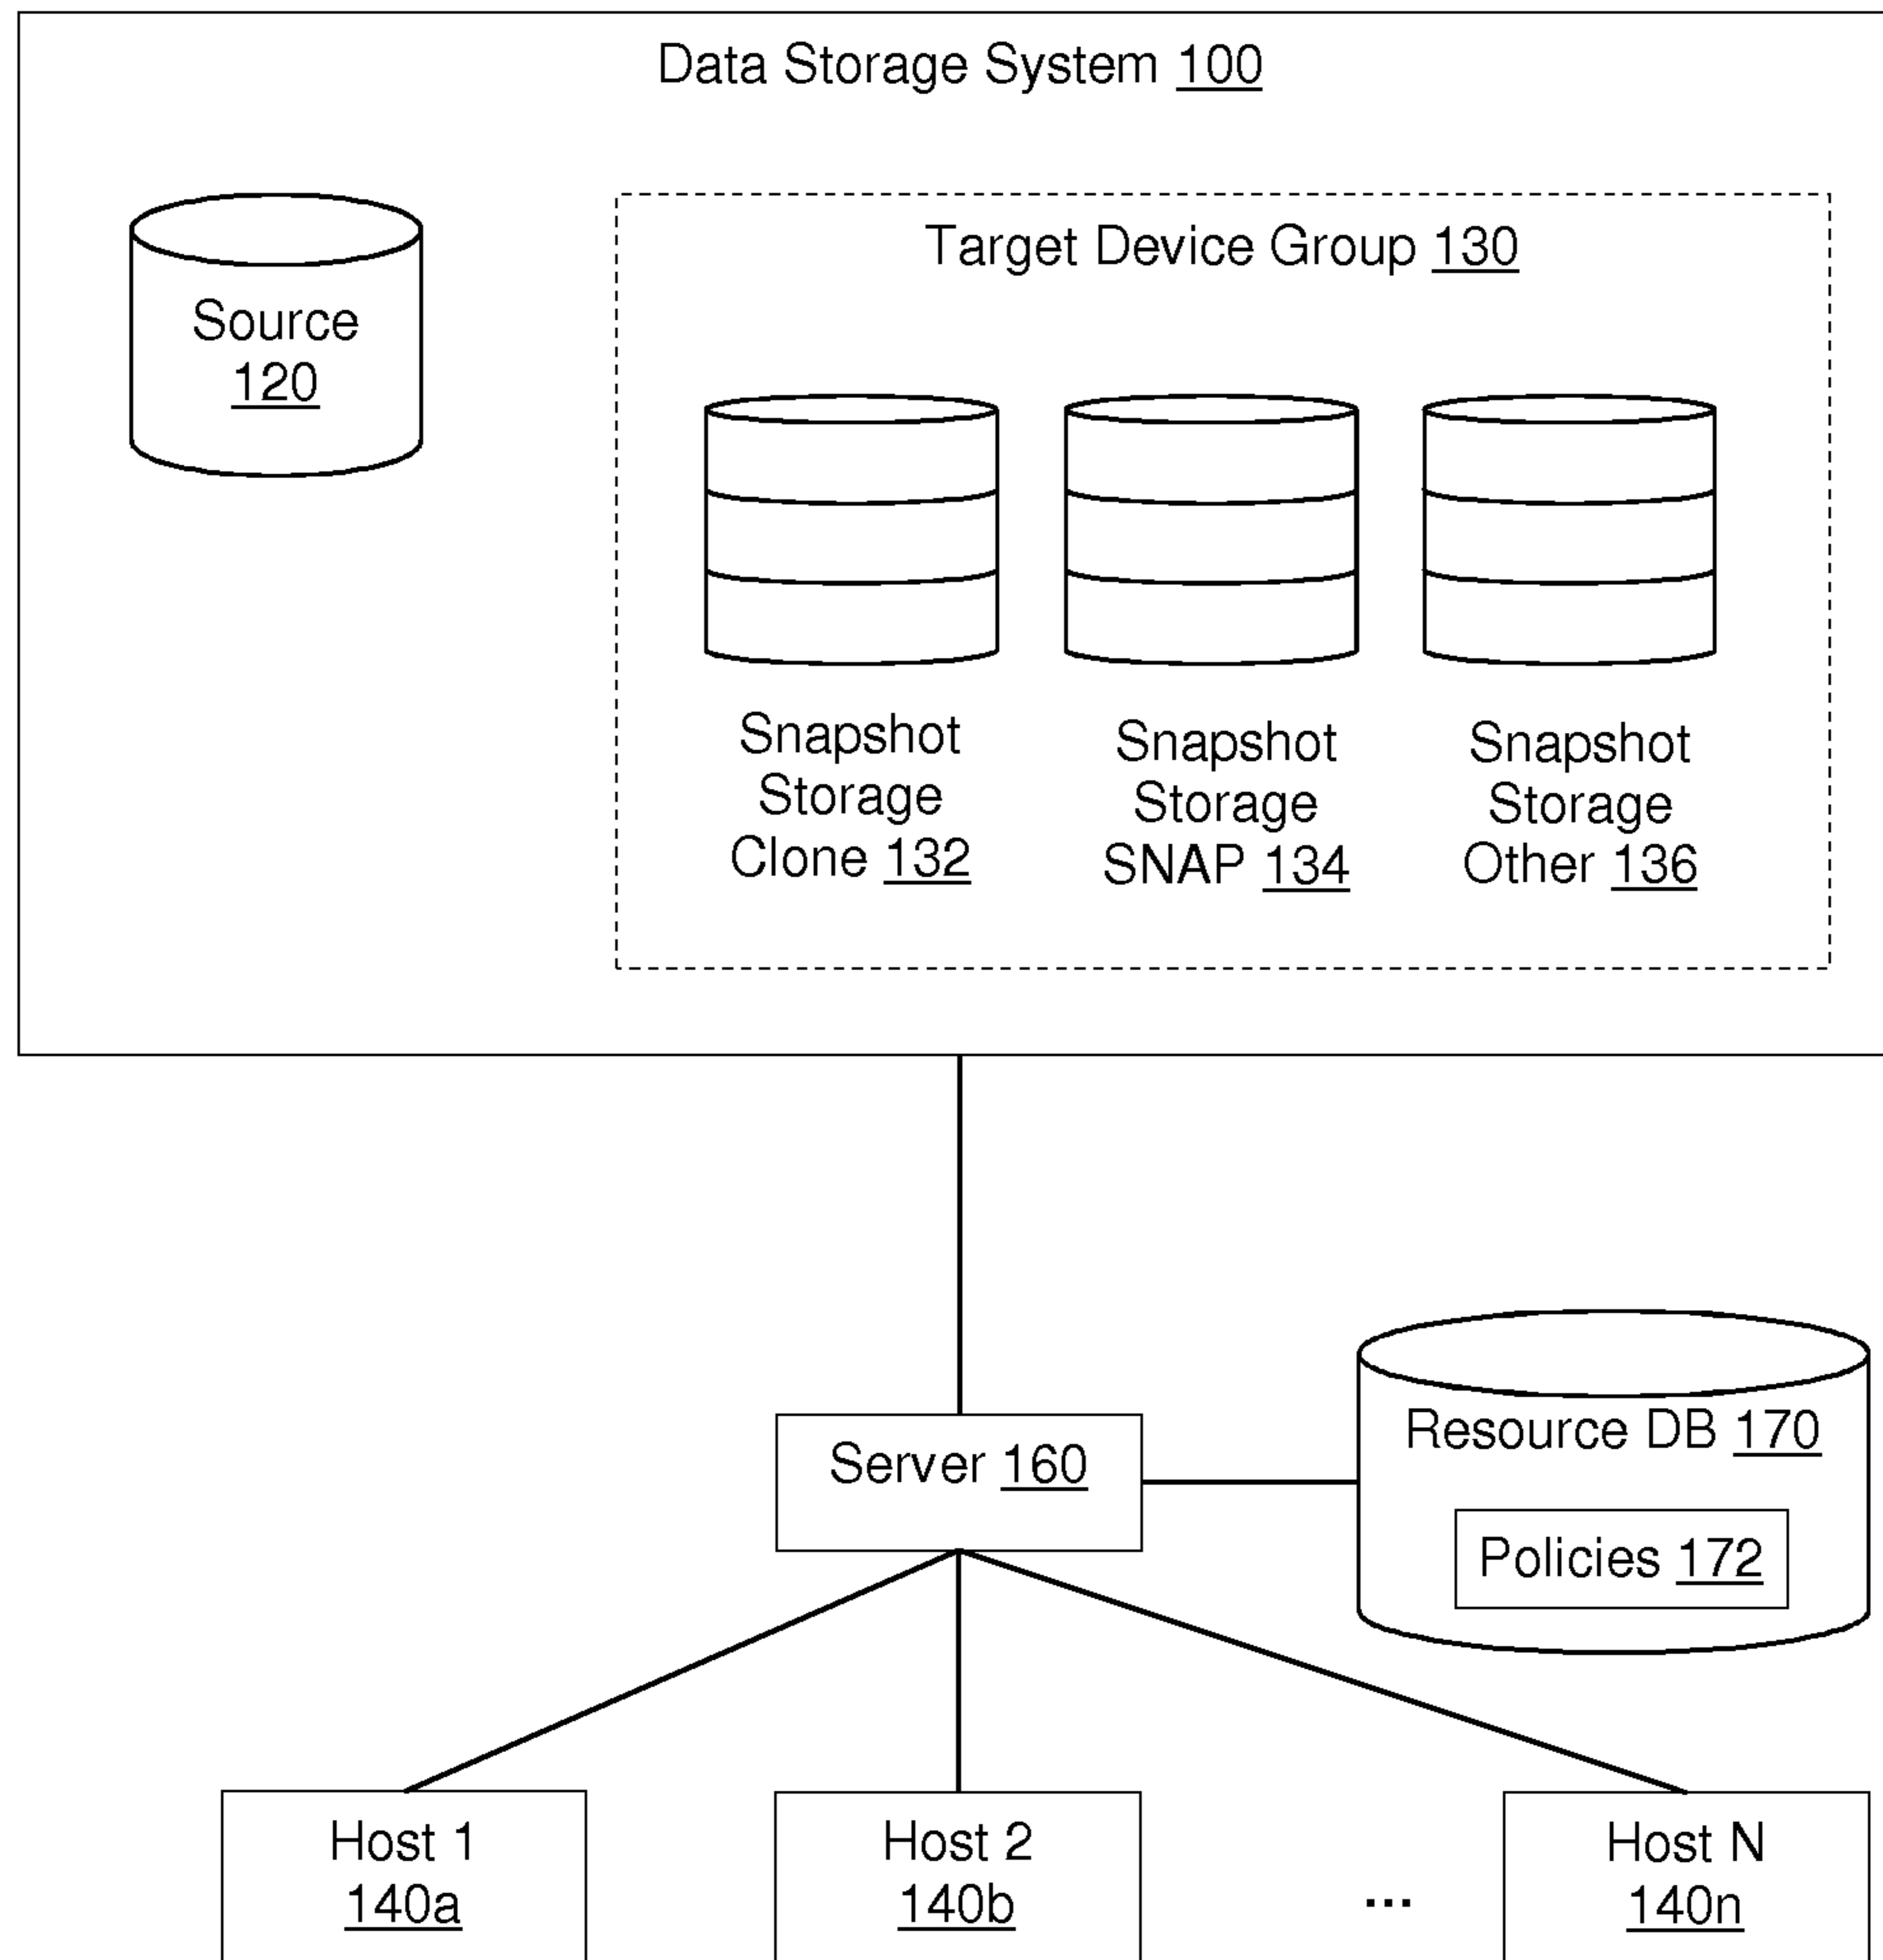 Data Storage System 100
Source
120
Target Device Group 130
Snapshot
Storage
Clone 132
Snapshot
Storage
SNAP 134
Snapshot
Storage
Other 136
Server 160
Resource DB 170
Policies 172
Host 1
140a
Host 2
140b
...
Host N
140n